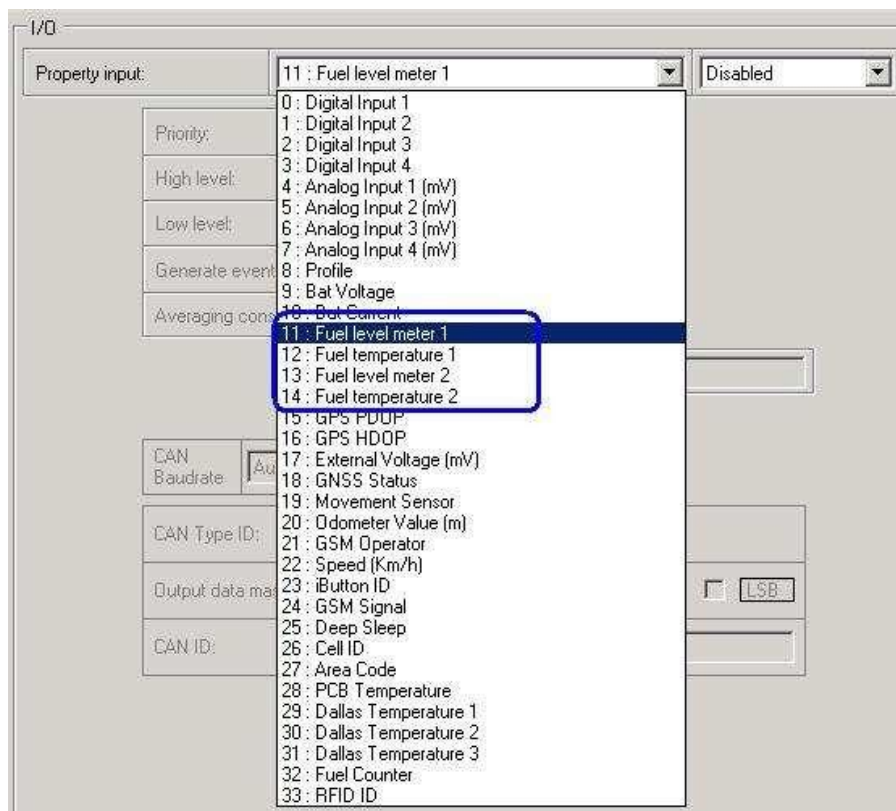 I/O
Property input:
11 : Fuel level meter 1
Disabled
0 : Digital Input 1
1 : Digital Input 2
2 : Digital Input 3
3 : Digital Input 4
4 : Analog Input 1 (mV)
5 : Analog Input 2 (mV)
6 : Analog Input 3 (mV)
7 : Analog Input 4 (mV)
8 : Profile
9 : Bat Voltage
10 : Bat Current
11 : Fuel level meter 1
12 : Fuel temperature 1
13 : Fuel level meter 2
14 : Fuel temperature 2
15 : GPS PDOP
16 : GPS HDOP
17 : External Voltage (mV)
18 : GNSS Status
19 : Movement Sensor
20 : Odometer Value (m)
21 : GSM Operator
22 : Speed (Km/h)
23 : iButton ID
24 : GSM Signal
25 : Deep Sleep
26 : Cell ID
27 : Area Code
28 : PCB Temperature
29 : Dallas Temperature 1
30 : Dallas Temperature 2
31 : Dallas Temperature 3
32 : Fuel Counter
33 : RFID ID
Priority:
High level:
Low level:
Generate event
Averaging cons
CAN
Baudrate
Au
CAN Type ID:
Output data mas
LSB
CAN ID: